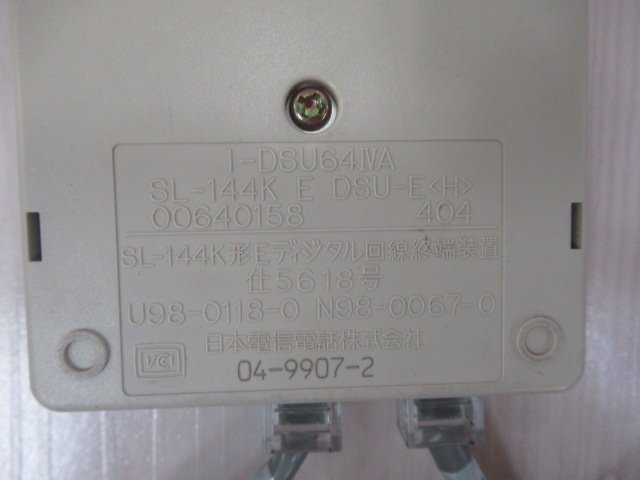 I-DSU64ⅣA
SL-144K E DSU-E<H>
00640158 404
SL-144K形Eディジタル回線終端装置
仕5618号
U98-0118-0 N98-0067-0
日本電信電話株式会社
VCI 04-9907-2